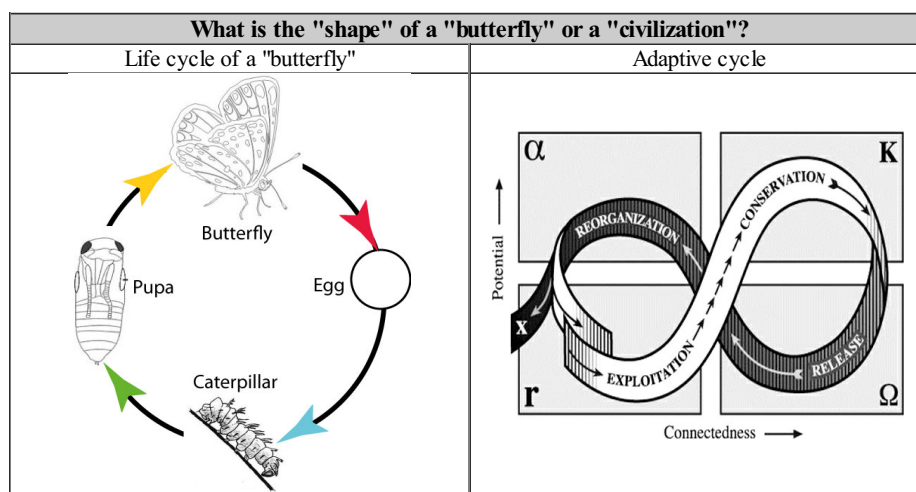 What is the "shape" of a "butterfly" or a "civilization"?
Life cycle of a "butterfly"
Adaptive cycle
Butterfly
Egg
Pupa
Caterpillar
α
K
REORGANIZATION
CONSERVATION
Potential
x
EXPLOITATION
RELEASE
r
Ω
Connectedness